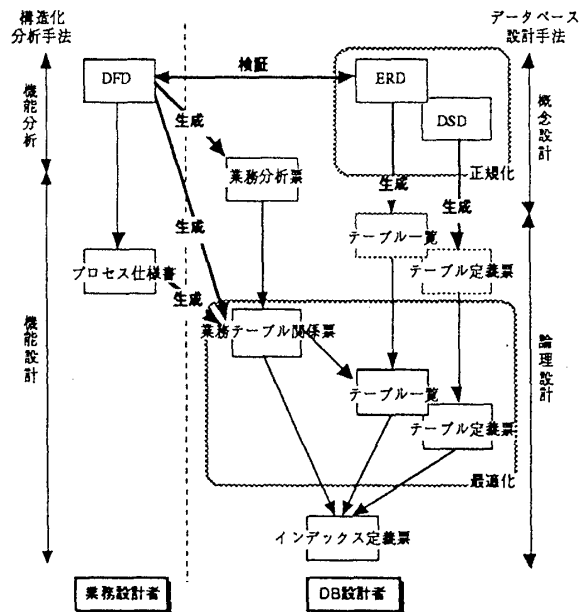 構造化
分析手法
データベース
設計手法
機能分析
DFD
検証
ERD
DSD
概念設計
生成
業務分析票
生成
正規化
生成
生成
テーブル一覧
プロセス仕様書
テーブル定義票
生成
機能設計
業務テーブル関係票
論理設計
テーブル一覧
テーブル定義票
最適化
インデックス定義票
業務設計者
DB設計者